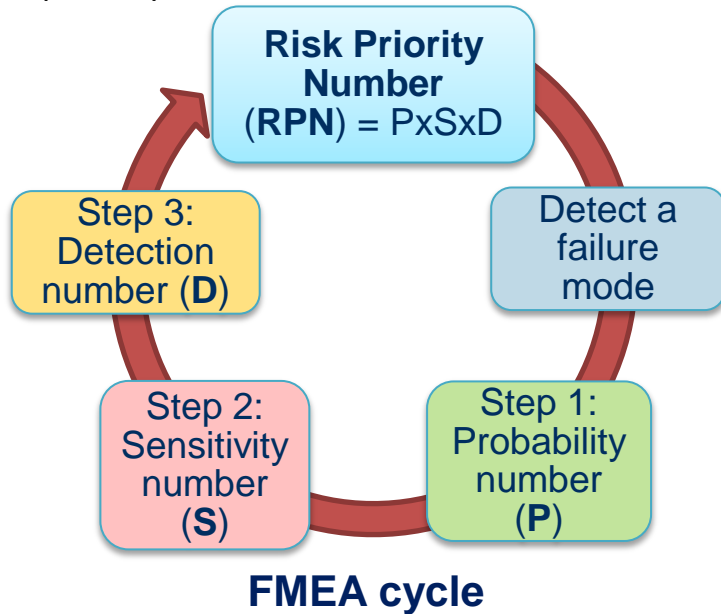 Risk Priority
Number
(RPN) = PxSxD
Detect a
failure
mode
Step 1:
Probability
number
(P)
Step 2:
Sensitivity
number
(S)
Step 3:
Detection
number (D)
FMEA cycle